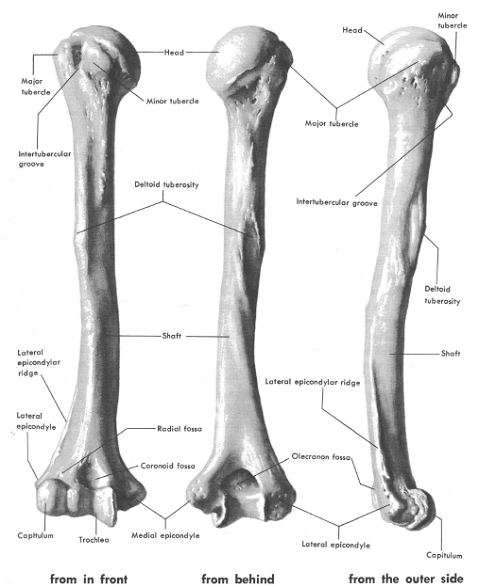 Minor
tubercle
Head
Head
Major
tubercle
Minor tubercle
Major tubercle
Intertubercular
groove
Deltoid tuberosity
Intertubercular groove
Deltoid
tuberosity
Shaft
Shaft
Lateral
epicondylar
ridge
Lateral epicondylar ridge
Lateral
epicondyle
Radial fossa
Coronoid fossa
Olecranon fossa
Capitulum
Trochlea
Medial epicondyle
Lateral epicondyle
Capitulum
from in front
from behind
from the outer side